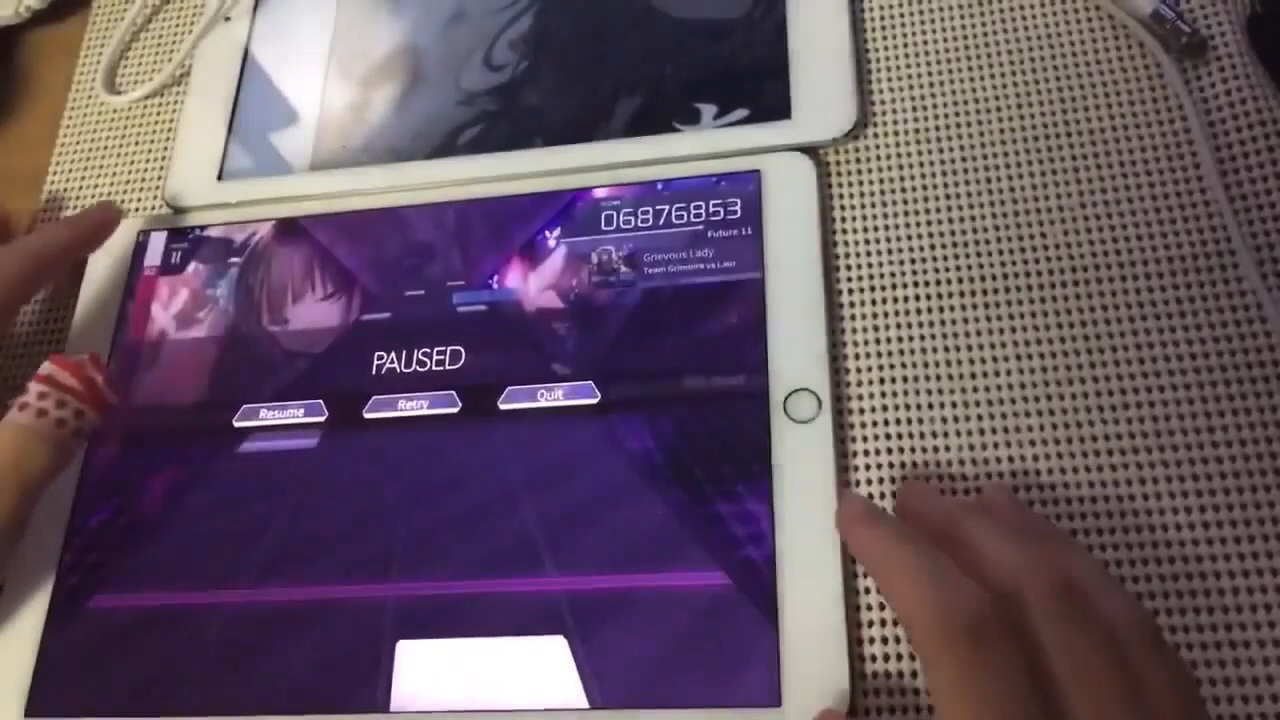 06876853
Future 11
Grievous Lady
Team Grimoire vs Laur
PAUSED
Resume
Retry
Quit